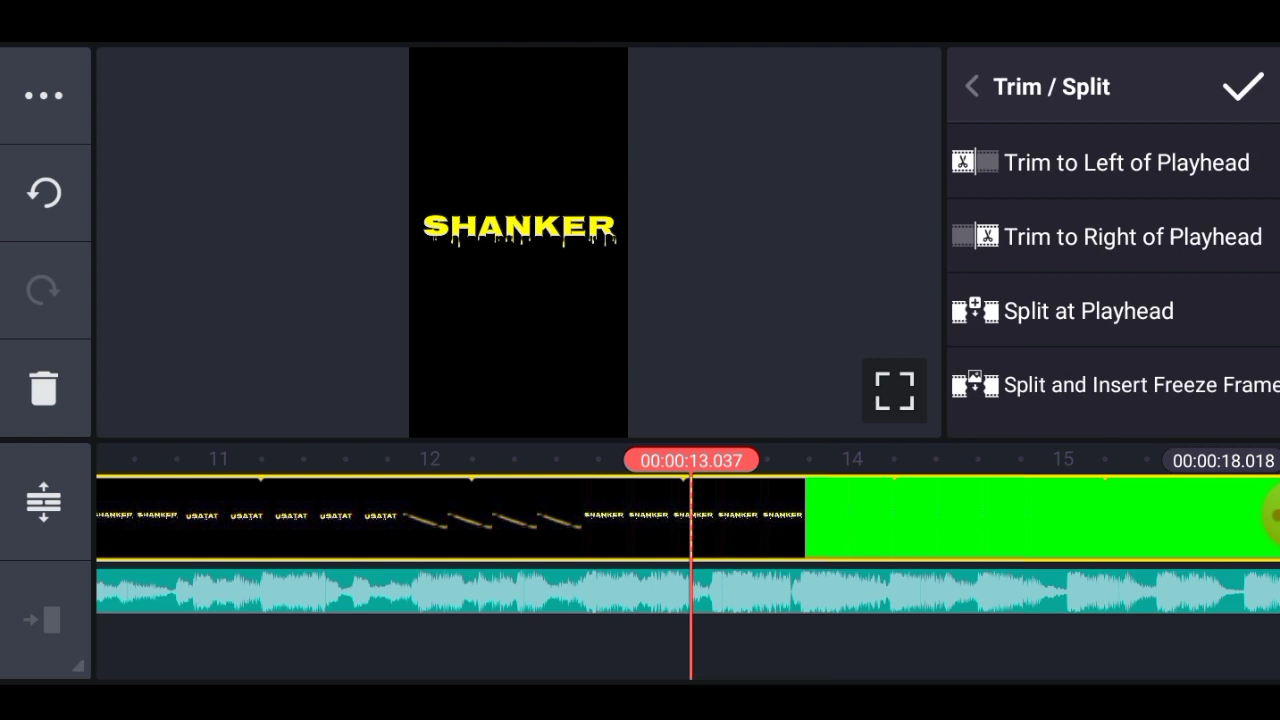 Trim / Split
Trim to Left of Playhead
Trim to Right of Playhead
Split at Playhead
Split and Insert Freeze Frame
SHANKER
11
12
00:00:13.037
14
15
00:00:18.018
SHANKER SHANKER USATAT USATAT USATAT USATAT USATAT SHANKER SHANKER SHANKER SHANKER SHANKER